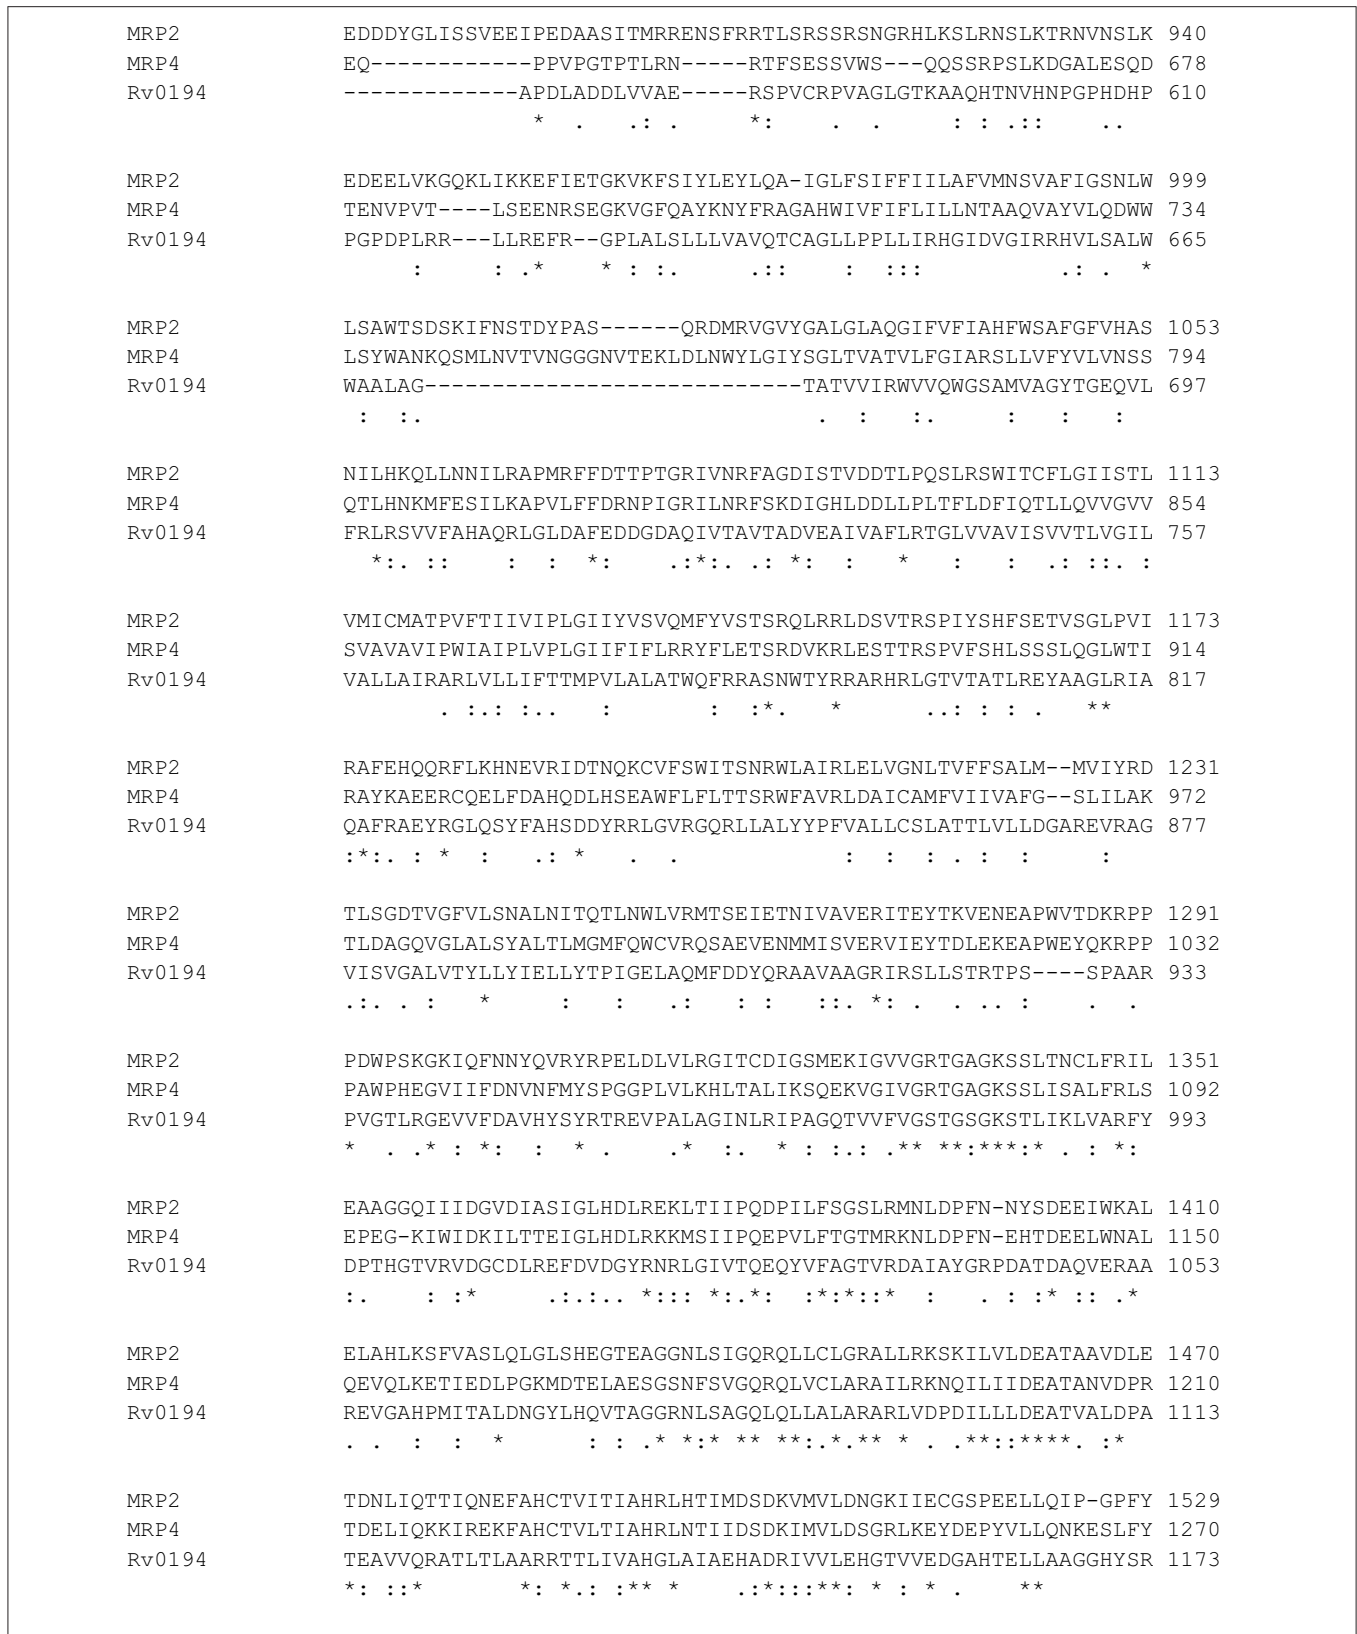 MRP2 EDDDYGLISSVEEIPEDAASITMRRENSFRRTLSRSSRSNGRHLKSLRNSLKTRNVNSLK 940
MRP4 EQ------------PPVPGTPTLRN-----RTFSESSVWS---QQSSRPSLKDGALESQD 678
Rv0194 -------------APDLADDLVVAE-----RSPVCRPVAGLGTKAAQHTNVHNPGPHDHP 610
* . .: . *: . . : : .:: ..
MRP2 EDEELVKGQKLIKKEFIETGKVKFSIYLEYLQA-IGLFSIFFIILAFVMNSVAFIGSNLW 999
MRP4 TENVPVT----LSEENRSEGKVGFQAYKNYFRAGAHWIVFIFLILLNTAAQVAYVLQDWW 734
Rv0194 PGPDPLRR---LLREFR--GPLALSLLLVAVQTCAGLLPPLLIRHGIDVGIRRHVLSALW 665
: : .* * : :. .:: : ::: .: . *
MRP2 LSAWTSDSKIFNSTDYPAS------QRDMRVGVYGALGLAQGIFVFIAHFWSAFGFVHAS 1053
MRP4 LSYWANKQSMLNVTVNGGGNVTEKLDLNWYLGIYSGLTVATVLFGIARSLLVFYVLVNSS 794
Rv0194 WAALAG----------------------------TATVVIRWVVQWGSAMVAGYTGEQVL 697
: :. . : :. : : :
MRP2 NILHKQLLNNILRAPMRFFDTTPTGRIVNRFAGDISTVDDTLPQSLRSWITCFLGIISTL 1113
MRP4 QTLHNKMFESILKAPVLFFDRNPIGRILNRFSKDIGHLDDLLPLTFLDFIQTLLQVVGVV 854
Rv0194 FRLRSVVFAHAQRLGLDAFEDDGDAQIVTAVTADVEAIVAFLRTGLVVAVISVVTLVGIL 757
*:. :: : : *: .:*:. .: *: : * : : .: ::. :
MRP2 VMICMATPVFTIIVIPLGIIYVSVQMFYVSTSRQLRRLDSVTRSPIYSHFSETVSGLPVI 1173
MRP4 SVAVAVIPWIAIPLVPLGIIFIFLRRYFLETSRDVKRLESTTRSPVFSHLSSSLQGLWTI 914
Rv0194 VALLAIRARLVLLIFTTMPVLALATWQFRRASNWTYRRARHRLGTVTATLREYAAGLRIA 817
. :.: :.. : : :*. * ..: : : . **
MRP2 RAFEHQQRFLKHNEVRIDTNQKCVFSWITSNRWLAIRLELVGNLTVFFSALM--MVIYRD 1231
MRP4 RAYKAEERCQELFDAHQDLHSEAWFLFLTTSRWFAVRLDAICAMFVIIVAFG--SLILAK 972
Rv0194 QAFRAEYRGLQSYFAHSDDYRRLGVRGQRLLALYYPFVALLCSLATTLVLLDGAREVRAG 877
:*:. : * : .: * . . : : : . : : :
MRP2 TLSGDTVGFVLSNALNITQTLNWLVRMTSEIETNIVAVERITEYTKVENEAPWVTDKRPP 1291
MRP4 TLDAGQVGLALSYALTLMGMFQWCVRQSAEVENMMISVERVIEYTDLEKEAPWEYQKRPP 1032
Rv0194 VISVGALVTYLLYIELLYTPIGELAQMFDDYQRAAVAAGRIRSLLSTRTPS----SPAAR 933
.:. . : * : : .: : : ::. *: . . .. : . .
MRP2 PDWPSKGKIQFNNYQVRYRPELDLVLRGITCDIGSMEKIGVVGRTGAGKSSLTNCLFRIL 1351
MRP4 PAWPHEGVIIFDNVNFMYSPGGPLVLKHLTALIKSQEKVGIVGRTGAGKSSLISALFRLS 1092
Rv0194 PVGTLRGEVVFDAVHYSYRTREVPALAGINLRIPAGQTVVFVGSTGSGKSTLIKLVARFY 993
* . .* : *: : * . .* :. * : :.: .** **:***:* . : *:
MRP2 EAAGGQIIIDGVDIASIGLHDLREKLTIIPQDPILFSGSLRMNLDPFN-NYSDEEIWKAL 1410
MRP4 EPEG-KIWIDKILTTEIGLHDLRKKMSIIPQEPVLFTGTMRKNLDPFN-EHTDEELWNAL 1150
Rv0194 DPTHGTVRVDGCDLREFDVDGYRNRLGIVTQEQYVFAGTVRDAIAYGRPDATDAQVERAA 1053
:. : :* .:.:.. *::: *:.*: :*:*::* : . : :* :: .*
MRP2 ELAHLKSFVASLQLGLSHEGTEAGGNLSIGQRQLLCLGRALLRKSKILVLDEATAAVDLE 1470
MRP4 QEVQLKETIEDLPGKMDTELAESGSNFSVGQRQLVCLARAILRKNQILIIDEATANVDPR 1210
Rv0194 REVGAHPMITALDNGYLHQVTAGGRNLSAGQLQLLALARARLVDPDILLLDEATVALDPA 1113
. . : : * : : .* *:* ** **:.*.** * . .**::****. :*
MRP2 TDNLIQTTIQNEFAHCTVITIAHRLHTIMDSDKVMVLDNGKIIECGSPEELLQIP-GPFY 1529
MRP4 TDELIQKKIREKFAHCTVLTIAHRLNTIIDSDKIMVLDSGRLKEYDEPYVLLQNKESLFY 1270
Rv0194 TEAVVQRATLTLAARRTTLIVAHGLAIAEHADRIVVLEHGTVVEDGAHTELLAAGGHYSR 1173
*: ::* *: *.: :** * .:*:::**: * : * . **